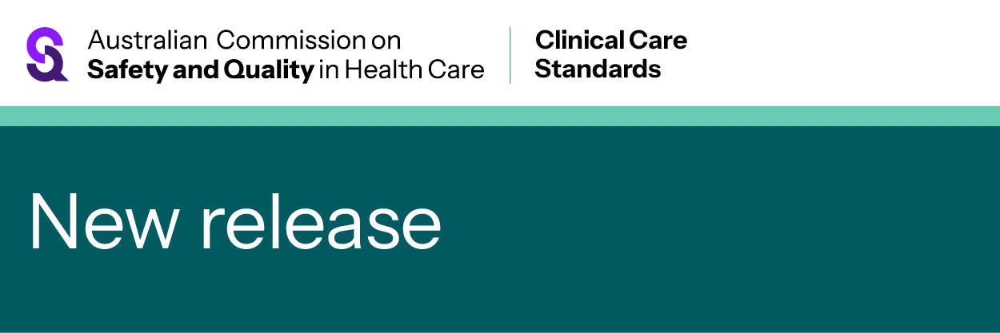 Australian Commission on
Safety and Quality in Health Care
Clinical Care
Standards
New release